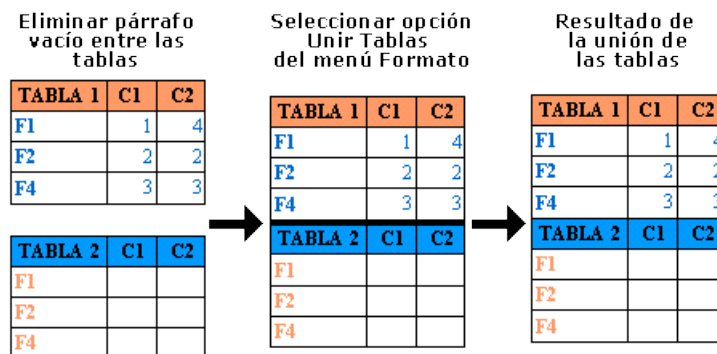 Eliminar párrafo
vacío entre las
tablas
TABLA 1 C1 C2
F1 1 4
F2 2 2
F4 3 3
TABLA 2 C1 C2
F1
F2
F4
Seleccionar opción
Unir Tablas
del menú Formato
TABLA 1 C1 C2
F1 1 4
F2 2 2
F4 3 3
TABLA 2 C1 C2
F1
F2
F4
Resultado de
la unión de
las tablas
TABLA 1 C1 C2
F1 1 4
F2 2 2
F4 3 3
TABLA 2 C1 C2
F1
F2
F4